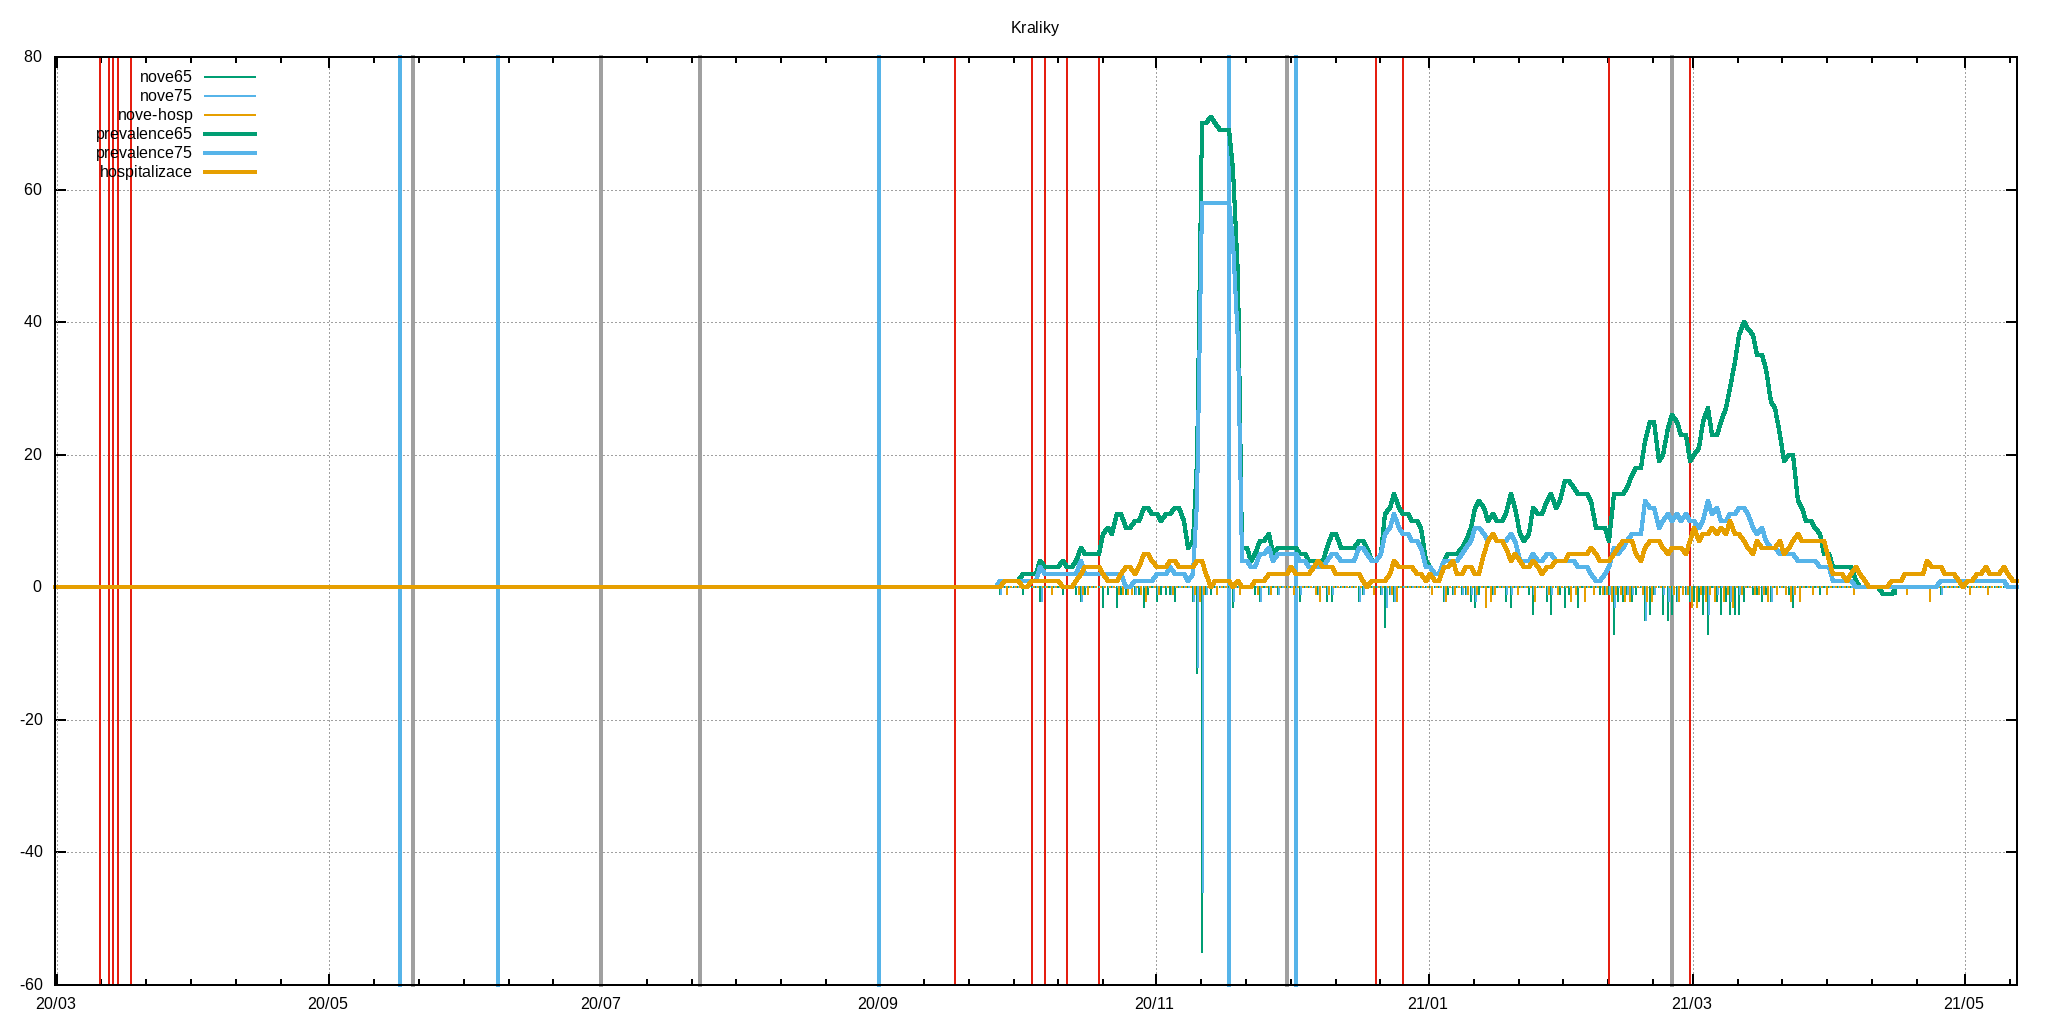 Kraliky
80
nove65
nove75
nove-hosp
prevalence65
prevalence75
hospitalizace
60
40
20
0
-20
-40
-60
20/03 20/05 20/07 20/09 20/11 21/01 21/03 21/05